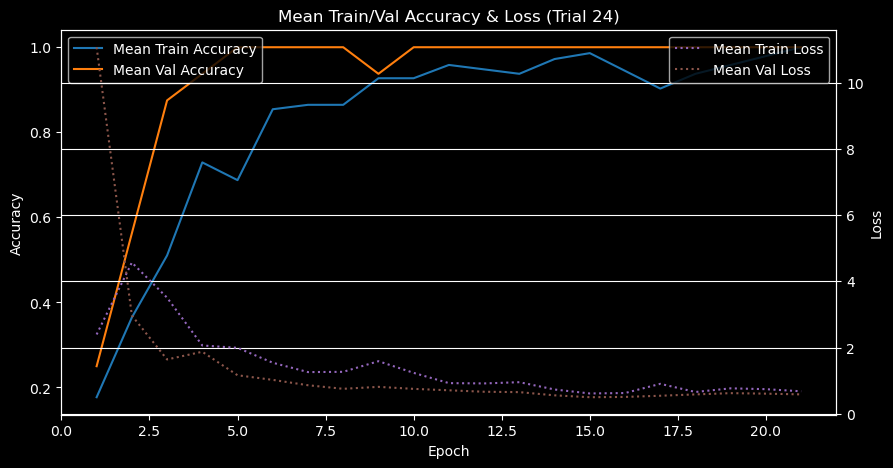 Mean Train/Val Accuracy & Loss (Trial 24)
Mean Train Accuracy
Mean Val Accuracy
Mean Train Loss
Mean Val Loss
Accuracy
1.0
0.8
0.6
0.4
0.2
10
8
6
4
2
0
Loss
0.0 2.5 5.0 7.5 10.0 12.5 15.0 17.5 20.0
Epoch